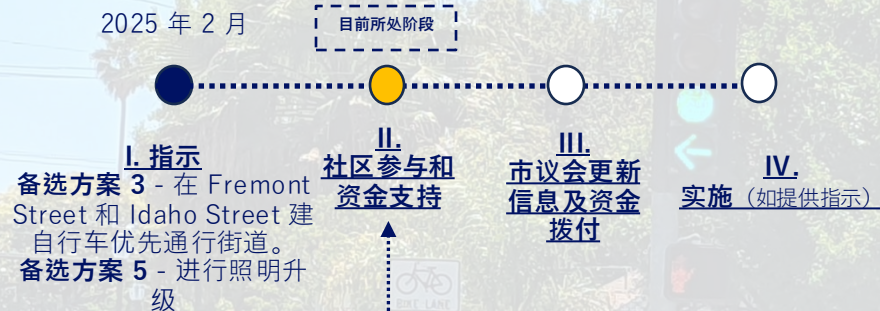 2025 年 2 月
目前所处阶段
I. 指示
备选方案 3 - 在 Fremont
Street 和 Idaho Street 建
自行车优先通行街道。
备选方案 5 - 进行照明升
级
II.
社区参与和
资金支持
III.
市议会更新
信息及资金
拨付
IV.
实施（如提供指示）
BIKE LANE